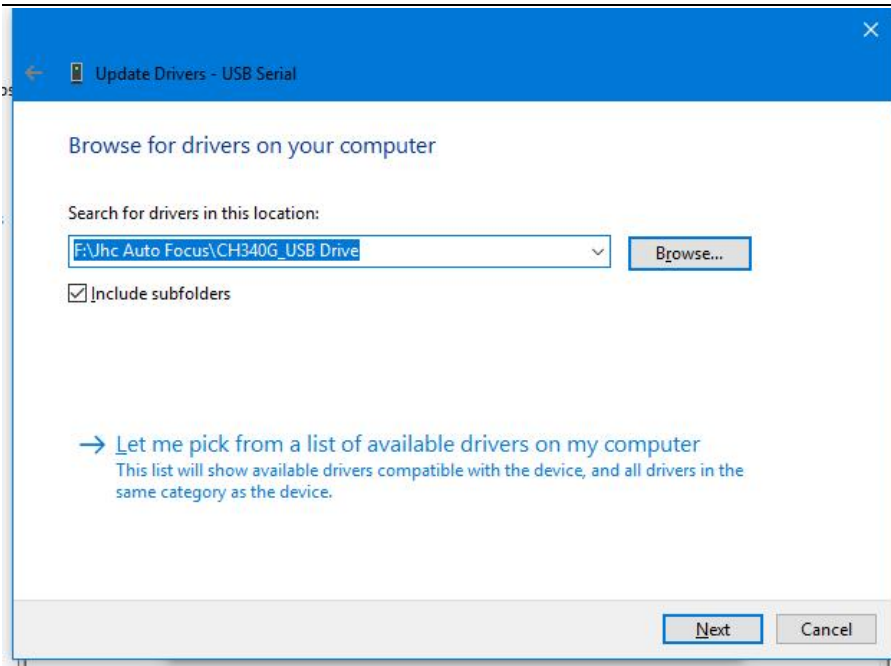 Update Drivers - USB Serial
Browse for drivers on your computer
Search for drivers in this location:
F:\Jhc Auto Focus\CH340G_USB Drive
Browse...
Include subfolders
Let me pick from a list of available drivers on my computer
This list will show available drivers compatible with the device, and all drivers in the
same category as the device.
Next
Cancel